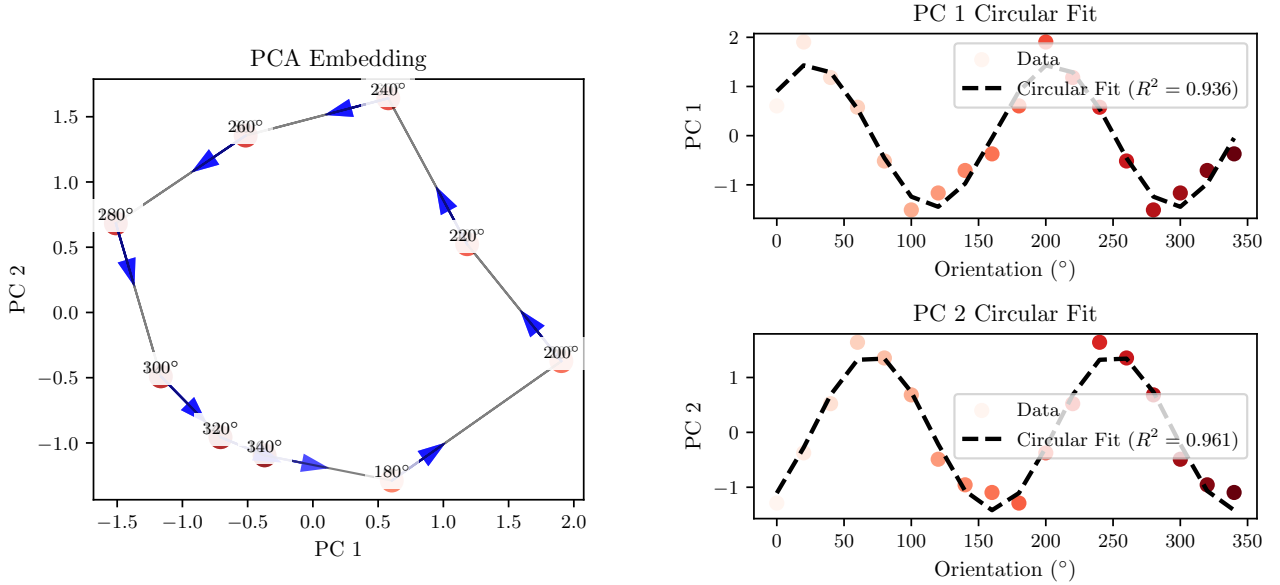 PCA Embedding
240°
260°
280°
220°
200°
300°
320°
340°
180°
1.5
1.0
0.5
0.0
−0.5
−1.0
PC 2
−1.5 −1.0 −0.5 0.0 0.5 1.0 1.5 2.0
PC 1
PC 1 Circular Fit
2
1
0
−1
PC 1
Data
Circular Fit (R² = 0.936)
0 50 100 150 200 250 300 350
Orientation (°)
PC 2 Circular Fit
1
0
−1
PC 2
Data
Circular Fit (R² = 0.961)
0 50 100 150 200 250 300 350
Orientation (°)